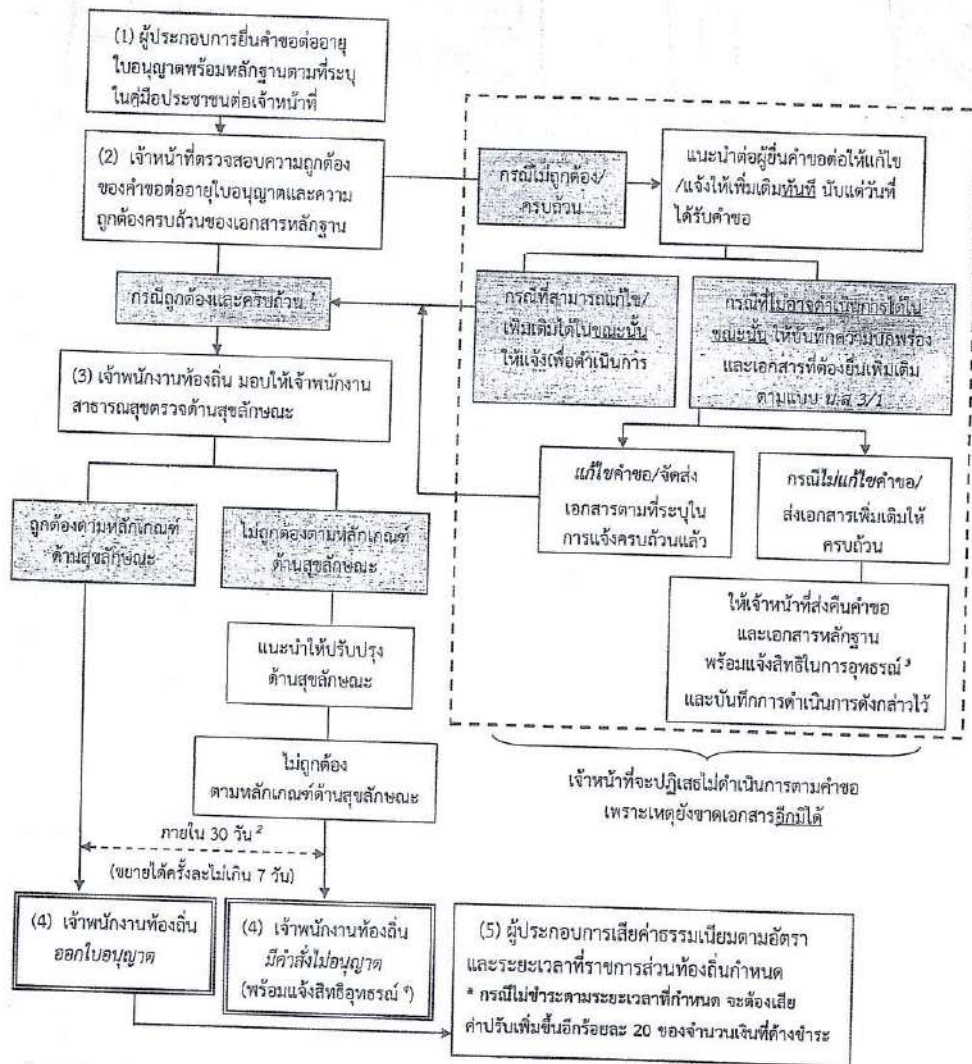 (1) ผู้ประกอบการยื่นคำขอต่ออายุ
ใบอนุญาตพร้อมหลักฐานตามที่ระบุ
ในคู่มือประชาชนต่อเจ้าหน้าที่
(2) เจ้าหน้าที่ตรวจสอบความถูกต้อง
ของคำขอต่ออายุใบอนุญาตและความ
ถูกต้องครบถ้วนของเอกสารหลักฐาน
กรณีไม่ถูกต้อง/
ครบถ้วน
แนะนำต่อผู้ยื่นคำขอต่อให้แก้ไข
/แจ้งให้เพิ่มเติมทันที นับแต่วันที่
ได้รับคำขอ
กรณีถูกต้องและครบถ้วน
กรณีที่สามารถแก้ไข/
เพิ่มเติมได้ในขณะนั้น
ให้แจ้งเพื่อดำเนินการ
กรณีที่ไม่อาจดำเนินการได้ใน
ขณะนั้น ให้บันทึกความบกพร่อง
และเอกสารที่ต้องยื่นเพิ่มเติม
ตามแบบ น.ส 3/1
(3) เจ้าพนักงานท้องถิ่น มอบให้เจ้าพนักงาน
สาธารณสุขตรวจด้านสุขลักษณะ
แก้ไขคำขอ/จัดส่ง
เอกสารตามที่ระบุใน
การแจ้งครบถ้วนแล้ว
กรณีไม่แก้ไขคำขอ/
ส่งเอกสารเพิ่มเติมให้
ครบถ้วน
ถูกต้องตามหลักเกณฑ์
ด้านสุขลักษณะ
ไม่ถูกต้องตามหลักเกณฑ์
ด้านสุขลักษณะ
ให้เจ้าหน้าที่ส่งคืนคำขอ
และเอกสารหลักฐาน
พร้อมแจ้งสิทธิในการอุทธรณ์ ³
และบันทึกการดำเนินการดังกล่าวไว้
แนะนำให้ปรับปรุง
ด้านสุขลักษณะ
ไม่ถูกต้อง
ตามหลักเกณฑ์ด้านสุขลักษณะ
เจ้าหน้าที่จะปฏิเสธไม่ดำเนินการตามคำขอ
เพราะเหตุยังขาดเอกสารอีกมิได้
ภายใน 30 วัน ²
(ขยายได้ครั้งละไม่เกิน 7 วัน)
(4) เจ้าพนักงานท้องถิ่น
ออกใบอนุญาต
(4) เจ้าพนักงานท้องถิ่น
มีคำสั่งไม่อนุญาต
(พร้อมแจ้งสิทธิอุทธรณ์ ⁴)
(5) ผู้ประกอบการเสียค่าธรรมเนียมตามอัตรา
และระยะเวลาที่ราชการส่วนท้องถิ่นกำหนด
* กรณีไม่ชำระตามระยะเวลาที่กำหนด จะต้องเสีย
ค่าปรับเพิ่มขึ้นอีกร้อยละ 20 ของจำนวนเงินที่ค้างชำระ